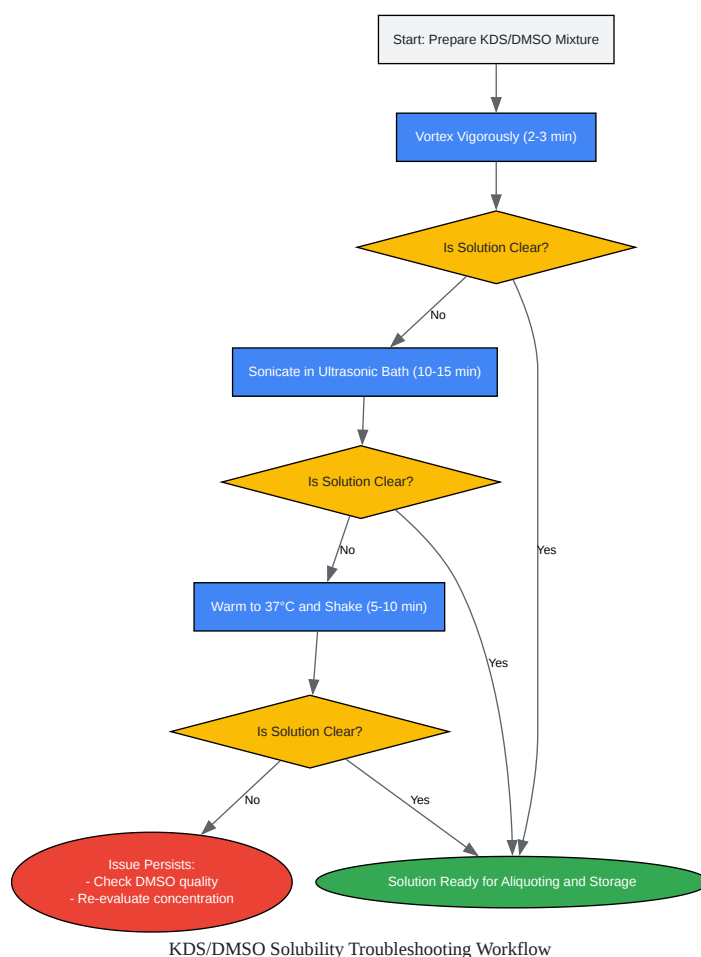 Start: Prepare KDS/DMSO Mixture
Vortex Vigorously (2-3 min)
Is Solution Clear?
No
Sonicate in Ultrasonic Bath (10-15 min)
Is Solution Clear?
No
Yes
Warm to 37°C and Shake (5-10 min)
Yes
Is Solution Clear?
No
Yes
Issue Persists:
- Check DMSO quality
- Re-evaluate concentration
Solution Ready for Aliquoting and Storage
KDS/DMSO Solubility Troubleshooting Workflow